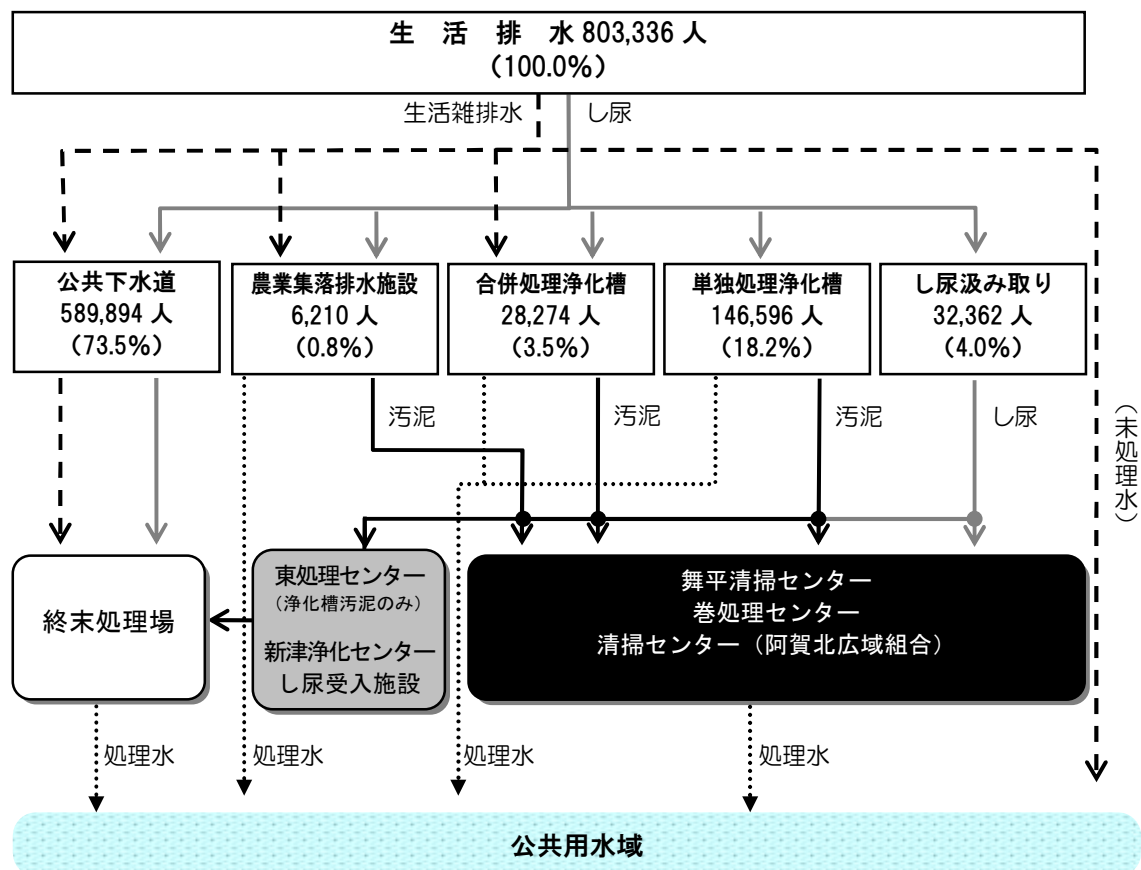 生 活 排 水 803,336 人
(100.0%)
生活雑排水
し尿
公共下水道
589,894 人
(73.5%)
農業集落排水施設
6,210 人
(0.8%)
合併処理浄化槽
28,274 人
(3.5%)
単独処理浄化槽
146,596 人
(18.2%)
し尿汲み取り
32,362 人
(4.0%)
汚泥
汚泥
汚泥
し尿
（未処理水）
終末処理場
東処理センター
（浄化槽汚泥のみ）
新津浄化センター
し尿受入施設
舞平清掃センター
巻処理センター
清掃センター（阿賀北広域組合）
処理水
処理水
処理水
処理水
公共用水域